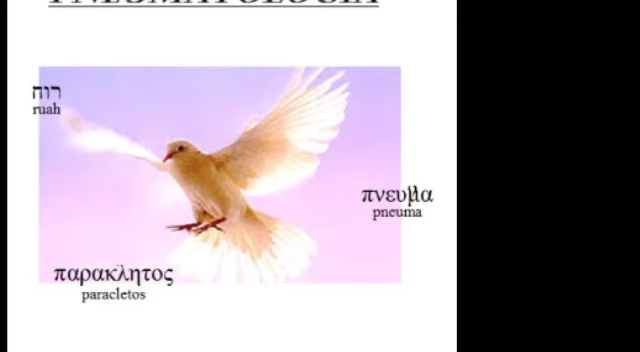 רוח
ruah
πνευμα
pneuma
παρακλητος
paracletos